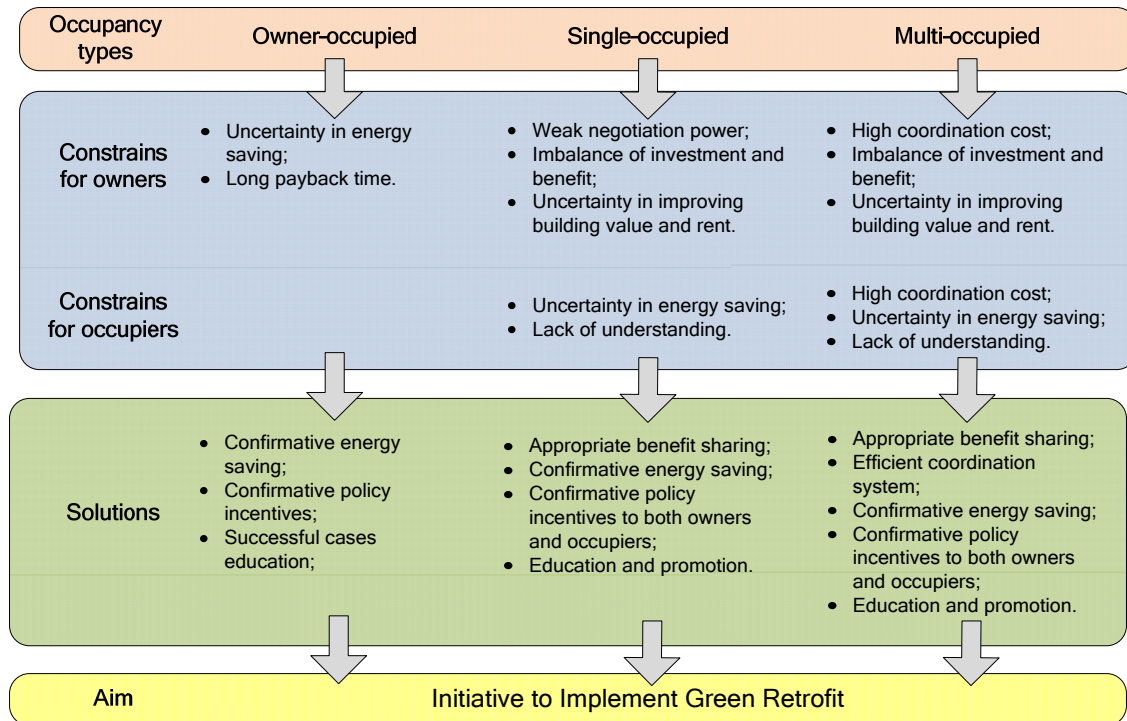 Occupancy
types
Owner-occupied
Single-occupied
Multi-occupied
Constrains
for owners
• Uncertainty in energy
saving;
• Long payback time.
• Weak negotiation power;
• Imbalance of investment and
benefit;
• Uncertainty in improving
building value and rent.
• High coordination cost;
• Imbalance of investment and
benefit;
• Uncertainty in improving
building value and rent.
Constrains
for occupiers
• Uncertainty in energy saving;
• Lack of understanding.
• High coordination cost;
• Uncertainty in energy saving;
• Lack of understanding.
Solutions
• Confirmative energy
saving;
• Confirmative policy
incentives;
• Successful cases
education;
• Appropriate benefit sharing;
• Confirmative energy saving;
• Confirmative policy
incentives to both owners
and occupiers;
• Education and promotion.
• Appropriate benefit sharing;
• Efficient coordination
system;
• Confirmative energy saving;
• Confirmative policy
incentives to both owners
and occupiers;
• Education and promotion.
Aim
Initiative to Implement Green Retrofit